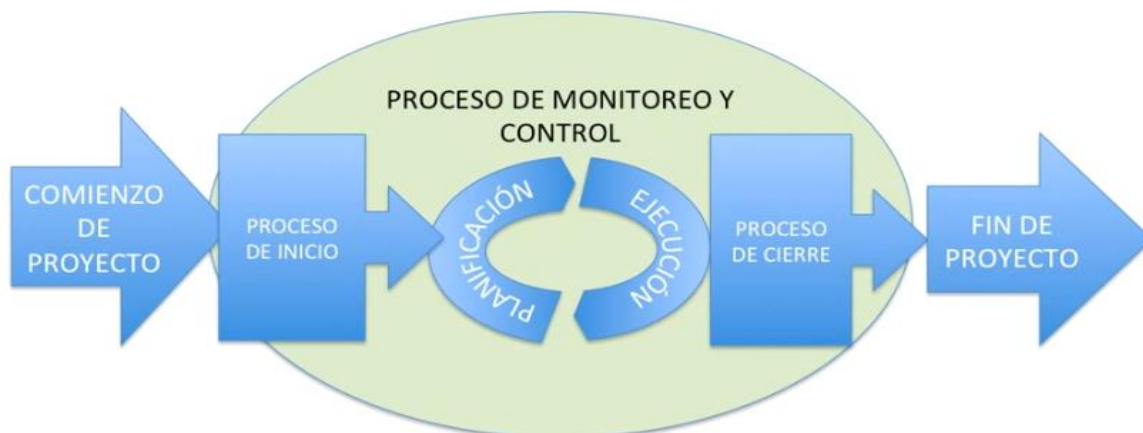 PROCESO DE MONITOREO Y
CONTROL
COMIENZO
DE
PROYECTO
PROCESO
DE INICIO
PLANIFICACIÓN
EJECUCIÓN
PROCESO
DE CIERRE
FIN DE
PROYECTO